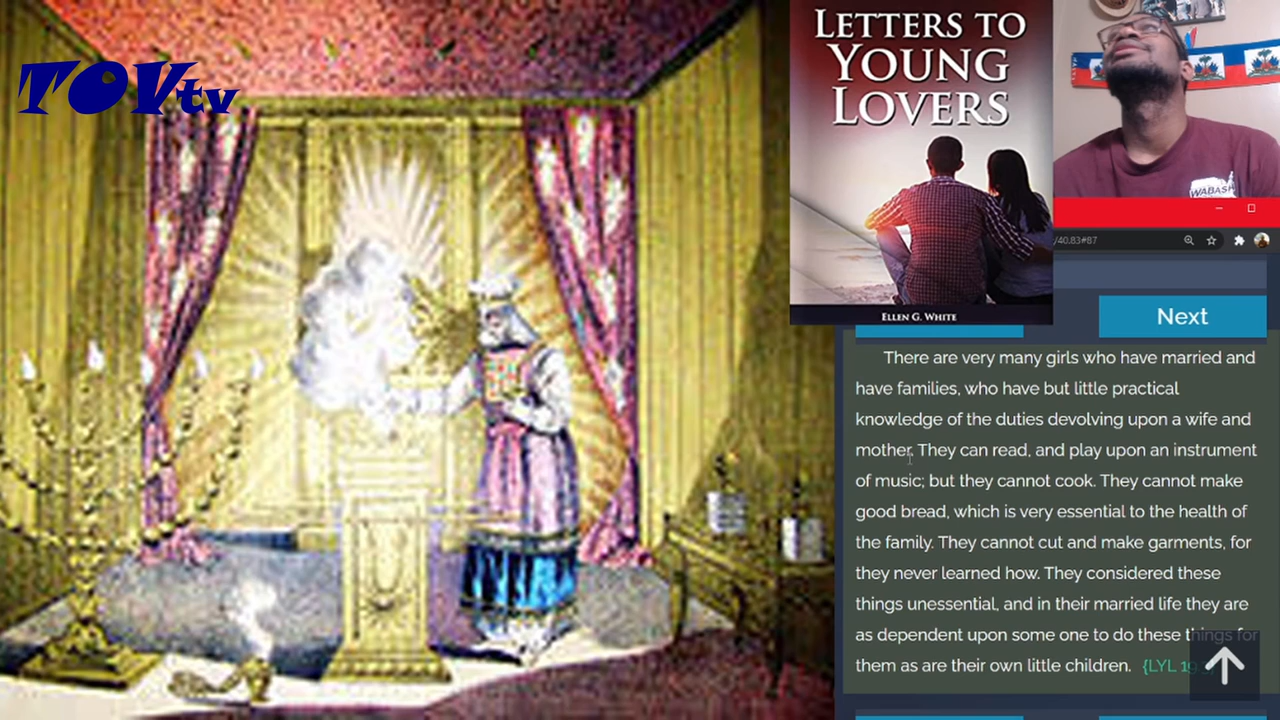 TOVtv
LETTERS TO
YOUNG
LOVERS
ELLEN G. WHITE
WABASH
/40.83#87
Next
There are very many girls who have married and
have families, who have but little practical
knowledge of the duties devolving upon a wife and
mother. They can read, and play upon an instrument
of music; but they cannot cook. They cannot make
good bread, which is very essential to the health of
the family. They cannot cut and make garments, for
they never learned how. They considered these
things unessential, and in their married life they are
as dependent upon some one to do these things for
them as are their own little children. {LYL